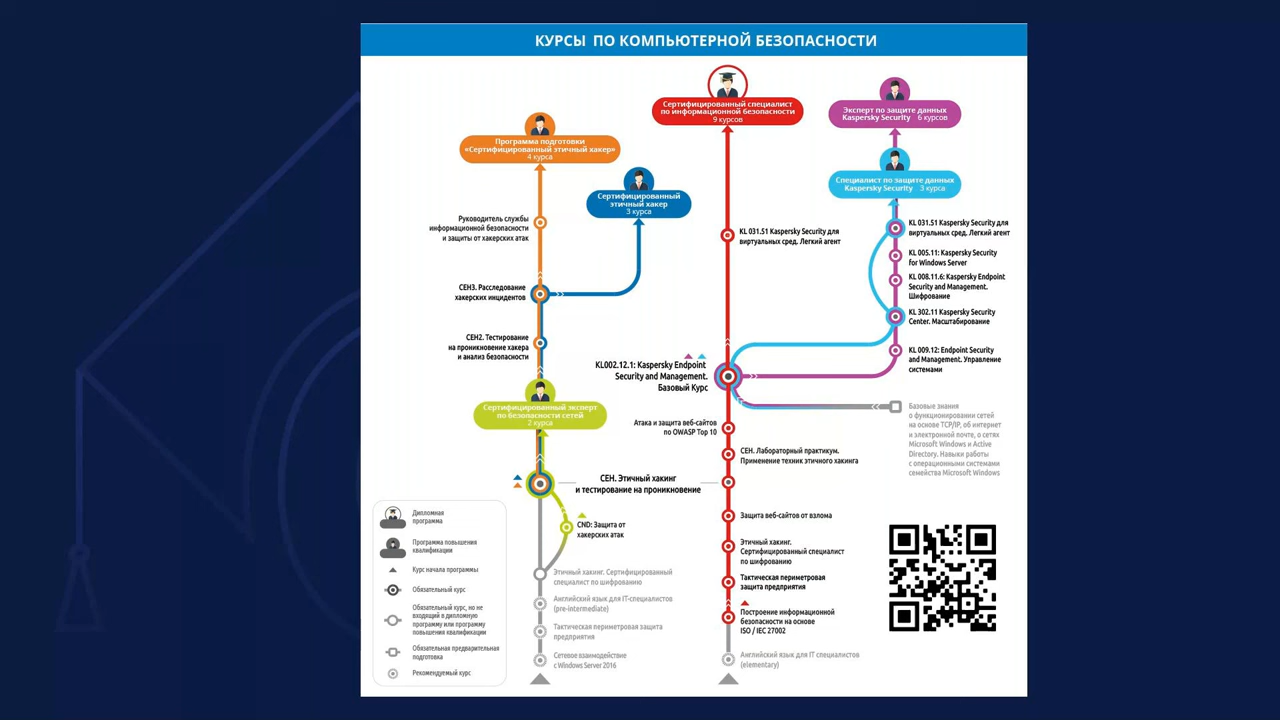 КУРСЫ ПО КОМПЬЮТЕРНОЙ БЕЗОПАСНОСТИ
Программа подготовки
«Сертифицированный этичный хакер»
4 курса
Сертифицированный
этичный хакер
3 курса
Руководитель службы
информационной безопасности
и защиты от хакерских атак
CEH3. Расследование
хакерских инцидентов
CEH2. Тестирование
на проникновение хакера
и анализ безопасности
Сертифицированный эксперт
по безопасности сетей
2 курса
CEH. Этичный хакинг
и тестирование на проникновение
CND: Защита от
хакерских атак
Этичный хакинг. Сертифицированный
специалист по шифрованию
Английский язык для IT-специалистов
(pre-intermediate)
Тактическая периметровая защита
предприятия
Сетевое взаимодействие
с Windows Server 2016
Сертифицированный специалист
по информационной безопасности
9 курсов
KL 031.51 Kaspersky Security для
виртуальных сред. Легкий агент
KL002.12.1: Kaspersky Endpoint
Security and Management.
Базовый Курс
Атака и защита веб-сайтов
по OWASP Top 10
CEH. Лабораторный практикум.
Применение техник этичного хакинга
Защита веб-сайтов от взлома
Этичный хакинг.
Сертифицированный специалист
по шифрованию
Тактическая периметровая
защита предприятия
Построение информационной
безопасности на основе
ISO / IEC 27002
Английский язык для IT специалистов
(elementary)
Эксперт по защите данных
Kaspersky Security 6 курсов
Специалист по защите данных
Kaspersky Security 3 курса
KL 031.51 Kaspersky Security для
виртуальных сред. Легкий агент
KL 005.11: Kaspersky Security
for Windows Server
KL 008.11.6: Kaspersky Endpoint
Security and Management.
Шифрование
KL 302.11 Kaspersky Security
Center. Масштабирование
KL 009.12: Endpoint Security
and Management. Управление
системами
Базовые знания
о функционировании сетей
на основе TCP/IP, об интернет
и электронной почте, о сетях
Microsoft Windows и Active
Directory. Навыки работы
с операционными системами
семейства Microsoft Windows
Дипломная
программа
Программа повышения
квалификации
Курс начала программы
Обязательный курс
Обязательный курс, но не
входящий в дипломную
программу или программу
повышения квалификации
Обязательная предварительная
подготовка
Рекомендуемый курс